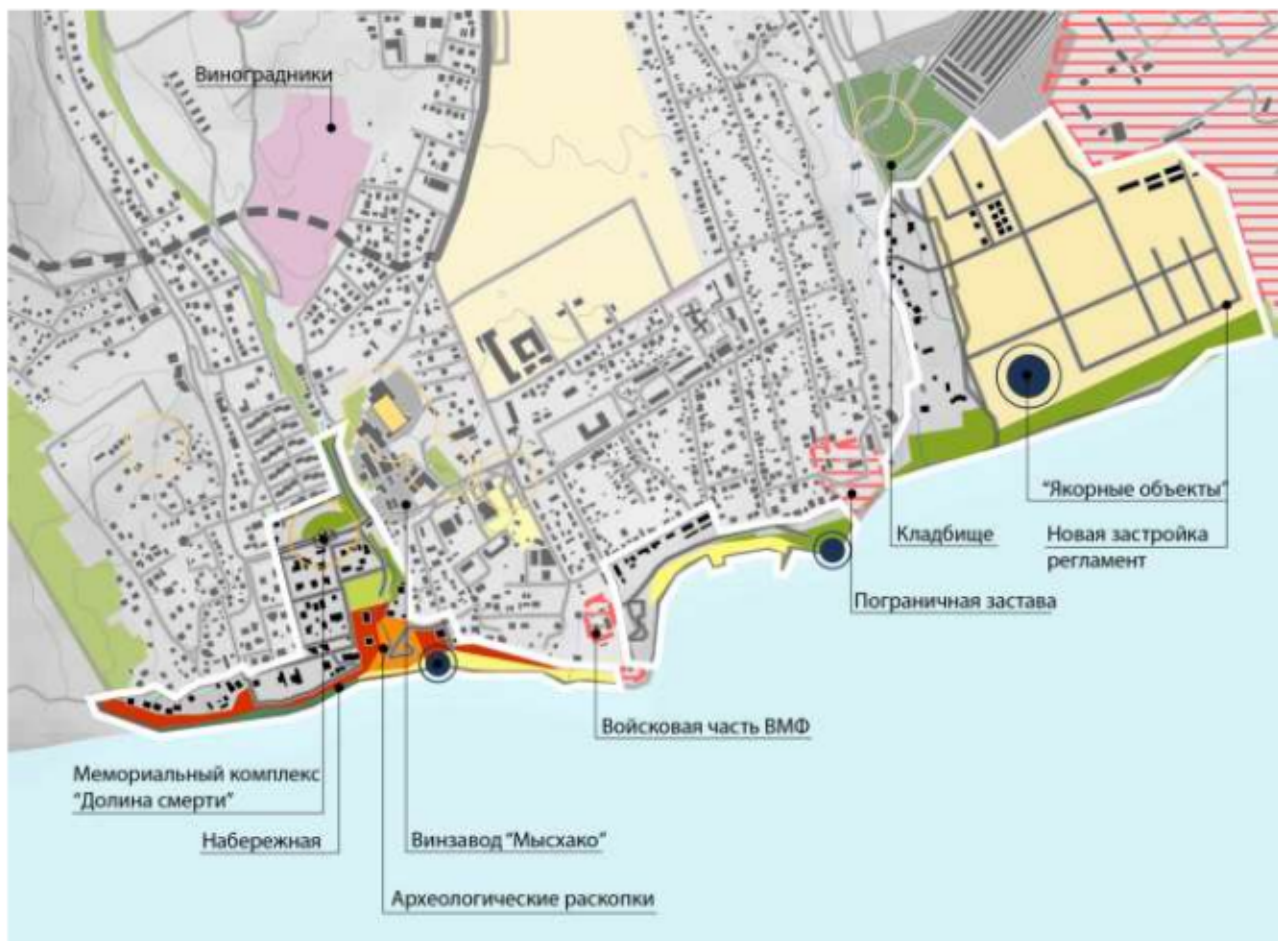 Виноградники
"Якорные объекты"
Кладбище
Новая застройка
регламент
Пограничная застава
Войсковая часть ВМФ
Мемориальный комплекс
"Долина смерти"
Набережная
Винзавод "Мысхако"
Археологические раскопки